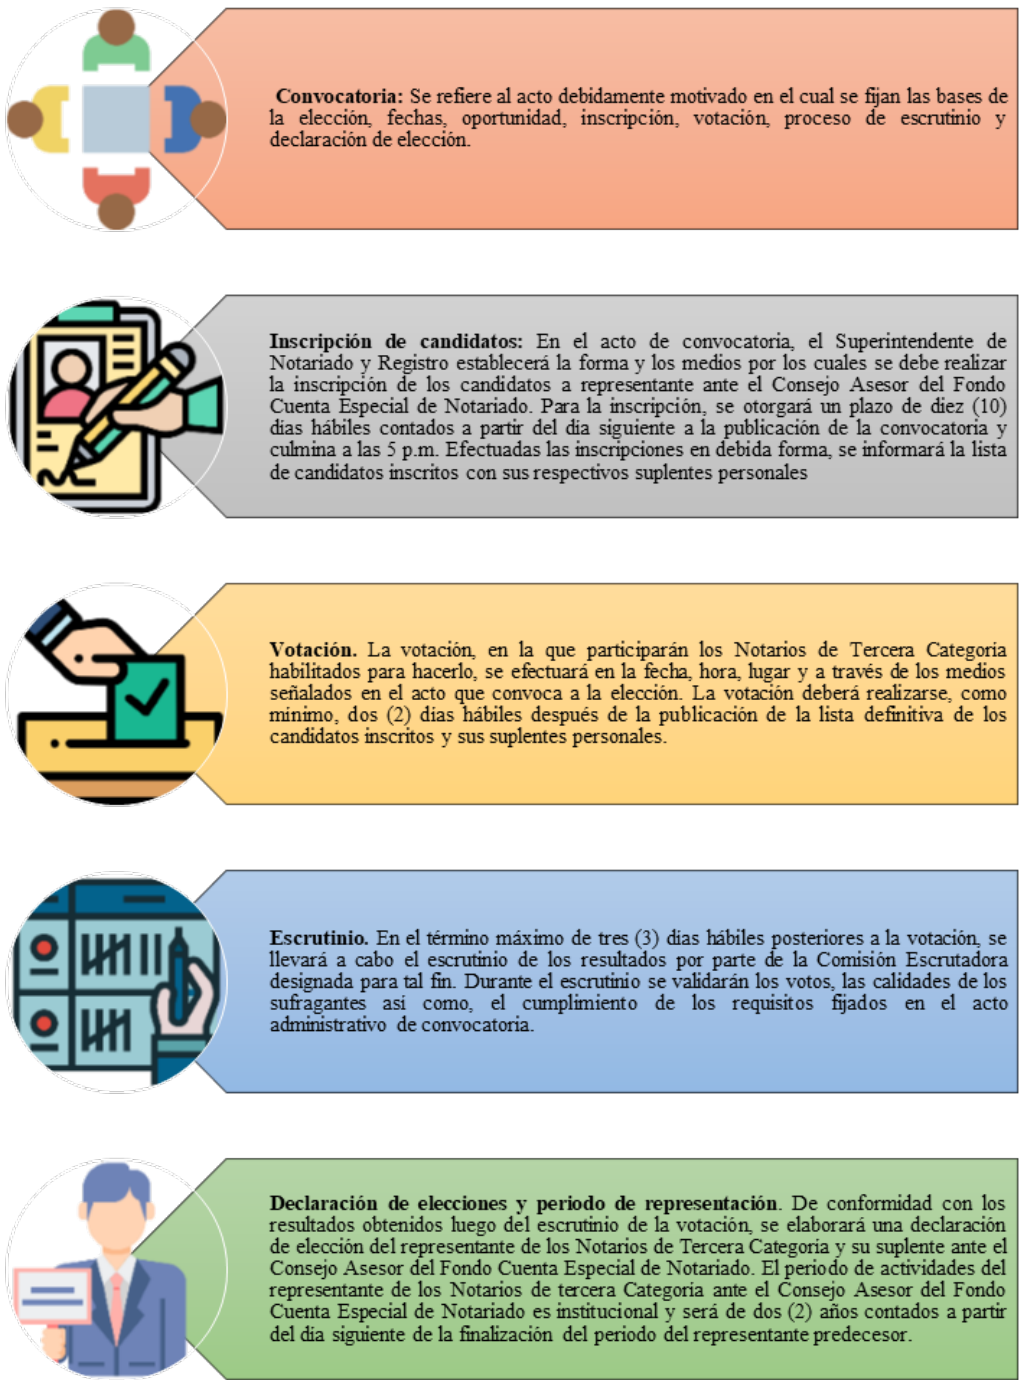 Convocatoria: Se refiere al acto debidamente motivado en el cual se fijan las bases de
la elección, fechas, oportunidad, inscripción, votación, proceso de escrutinio y
declaración de elección.
Inscripción de candidatos: En el acto de convocatoria, el Superintendente de
Notariado y Registro establecerá la forma y los medios por los cuales se debe realizar
la inscripción de los candidatos a representante ante el Consejo Asesor del Fondo
Cuenta Especial de Notariado. Para la inscripción, se otorgará un plazo de diez (10)
días hábiles contados a partir del día siguiente a la publicación de la convocatoria y
culmina a las 5 p.m. Efectuadas las inscripciones en debida forma, se informará la lista
de candidatos inscritos con sus respectivos suplentes personales
Votación. La votación, en la que participarán los Notarios de Tercera Categoría
habilitados para hacerlo, se efectuará en la fecha, hora, lugar y a través de los medios
señalados en el acto que convoca a la elección. La votación deberá realizarse, como
mínimo, dos (2) días hábiles después de la publicación de la lista definitiva de los
candidatos inscritos y sus suplentes personales.
Escrutinio. En el término máximo de tres (3) días hábiles posteriores a la votación, se
llevará a cabo el escrutinio de los resultados por parte de la Comisión Escrutadora
designada para tal fin. Durante el escrutinio se validarán los votos, las calidades de los
sufragantes así como, el cumplimiento de los requisitos fijados en el acto
administrativo de convocatoria.
Declaración de elecciones y periodo de representación. De conformidad con los
resultados obtenidos luego del escrutinio de la votación, se elaborará una declaración
de elección del representante de los Notarios de Tercera Categoría y su suplente ante el
Consejo Asesor del Fondo Cuenta Especial de Notariado. El periodo de actividades del
representante de los Notarios de tercera Categoría ante el Consejo Asesor del Fondo
Cuenta Especial de Notariado es institucional y será de dos (2) años contados a partir
del día siguiente de la finalización del periodo del representante predecesor.